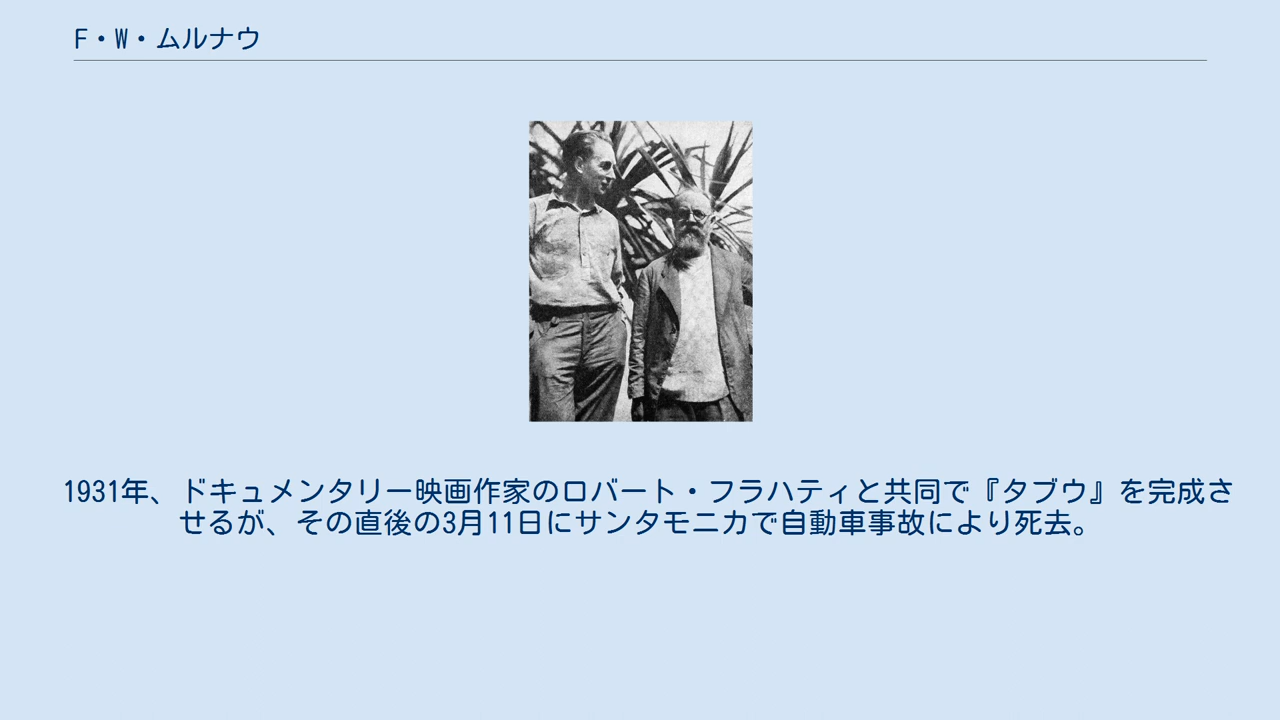 F・W・ムルナウ
1931年、ドキュメンタリー映画作家のロバート・フラハティと共同で『タブウ』を完成さ
せるが、その直後の3月11日にサンタモニカで自動車事故により死去。